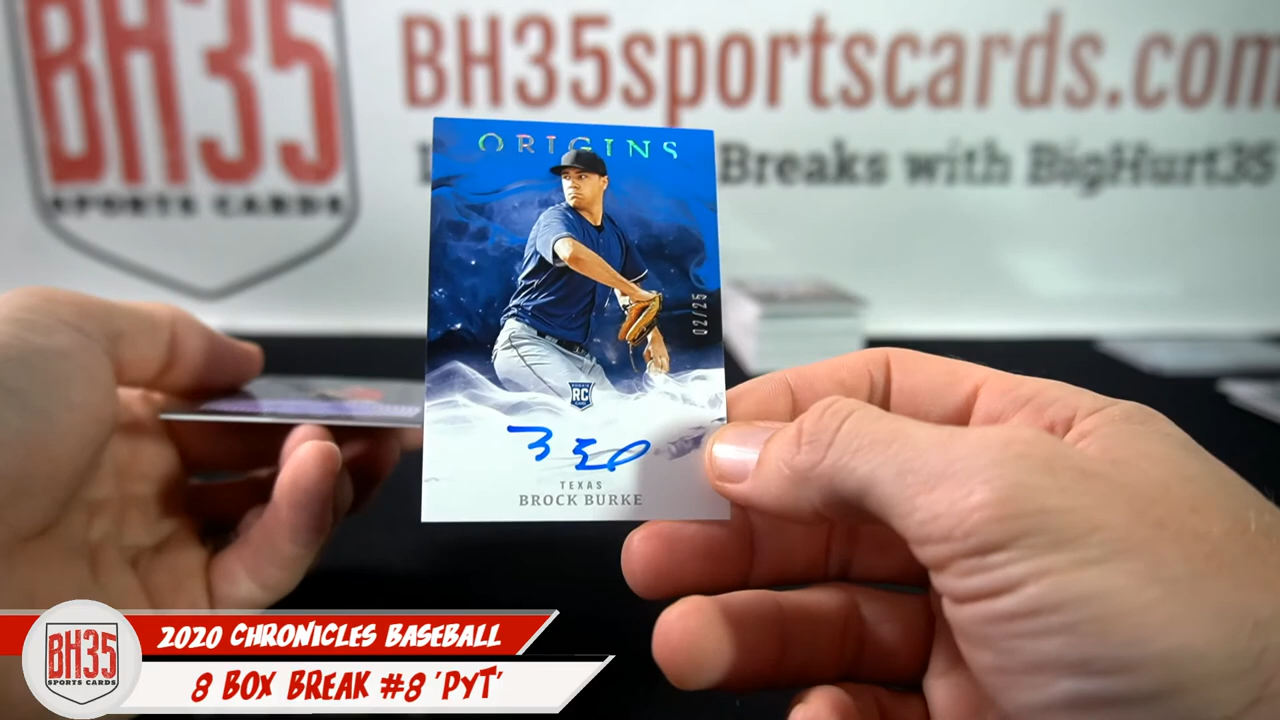 BH35
SPORTS CARDS
BH35sportscards.com
Breaks with BigHurt35
ORIGINS
02/25
RC
TEXAS
BROCK BURKE
BH35
SPORTS CARDS
2020 CHRONICLES BASEBALL
8 BOX BREAK #8 'PYT'